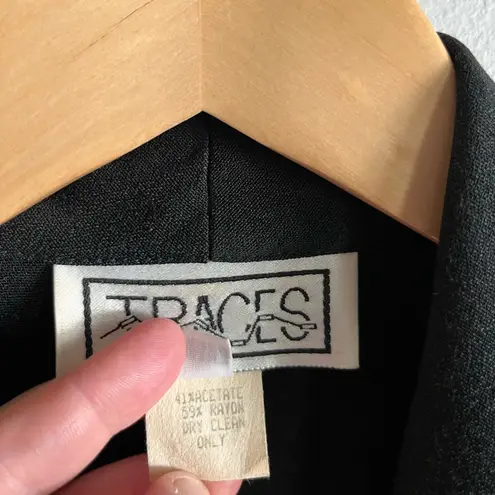 TRACES
41%ACETATE
59% RAYON
DRY CLEAN
ONLY